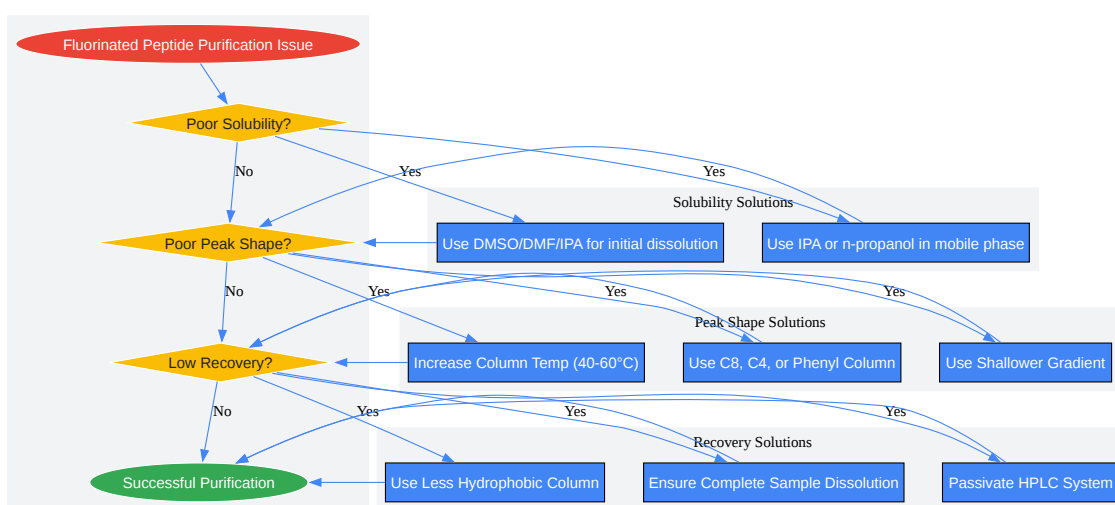 Fluorinated Peptide Purification Issue
Poor Solubility?
No
Yes
Yes
Solubility Solutions
Poor Peak Shape?
Use DMSO/DMF/IPA for initial dissolution
Use IPA or n-propanol in mobile phase
No
Yes
Yes
Yes
Peak Shape Solutions
Low Recovery?
Increase Column Temp (40-60°C)
Use C8, C4, or Phenyl Column
Use Shallower Gradient
No
Yes
Yes
Yes
Recovery Solutions
Successful Purification
Use Less Hydrophobic Column
Ensure Complete Sample Dissolution
Passivate HPLC System